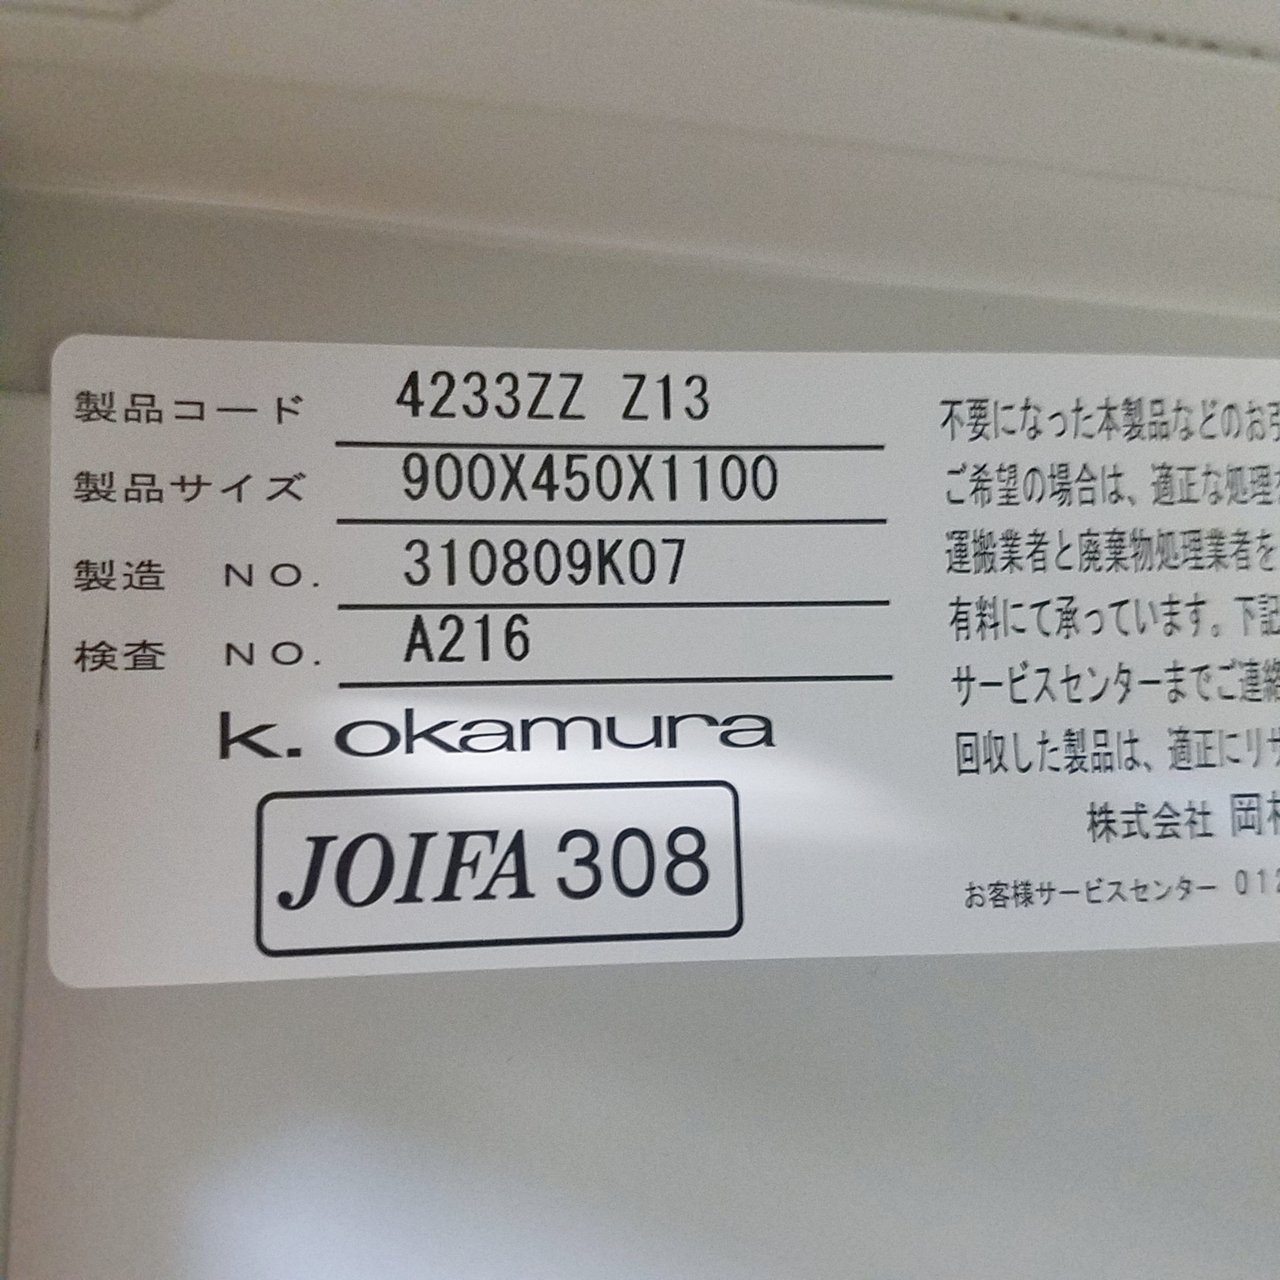 製品コード 4233ZZ Z13
製品サイズ 900X450X1100
製造 NO. 310809K07
検査 NO. A216
k. okamura
JOIFA 308
不要になった本製品などのお引
ご希望の場合は、適正な処理を
運搬業者と廃棄物処理業者を
有料にて承っています。下記
サービスセンターまでご連絡
回収した製品は、適正にリサ
株式会社 岡村
お客様サービスセンター 012